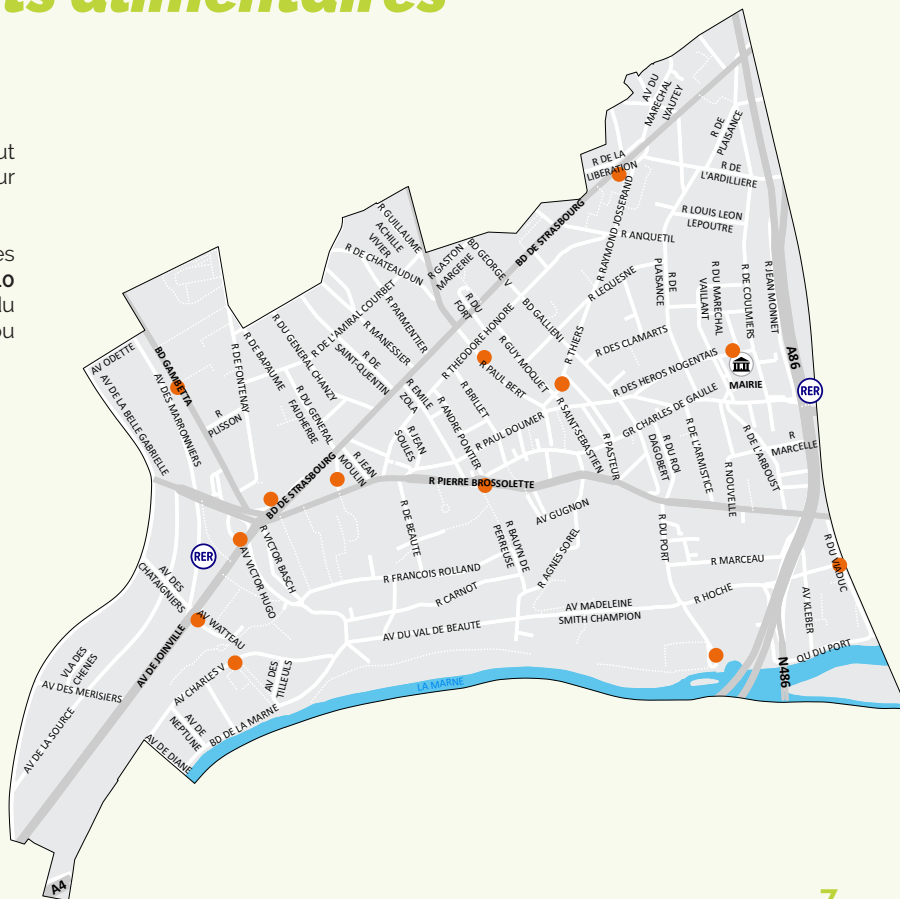 ts alimentaires
ut
ur
es
10
du
ou
AV DU
MARECHAL
LYAUTEY
R DE
PLAISANCE
R DE LA
LIBERATION
R DE
L'ARDILLIERE
R LOUIS LEON
LEPOUTRE
R GUILLAUME
ACHILLE
VIVIER
R DE CHATEAUDUN
R GASTON
MARGERIE
BD GEORGE V
BD DE STRASBOURG
R RAYMOND JOSSERAND
R ANQUETIL
R LEQUESNE
R DE
PLAISANCE
R DU MARECHAL
VAILLANT
R DE COULMIERS
R JEAN MONNET
A86
R DU
FORT
BD GALLIENI
R THIERS
R DES CLAMARTS
R DE L'AMIRAL COURBET
R PARMENTIER
R MANESSIER
R THEODORE HONORE
R GUY MOQUET
R PAUL BERT
R DES HEROS NOGENTAIS
MAIRIE
RER
AV ODETTE
BD GAMBETTA
AV DES MARRONNIERS
AV DE LA BELLE GABRIELLE
R DE FONTENAY
R
PLISSON
R DE BAPAUME
R DU GENERAL CHANZY
R DE
SAINT-QUENTIN
R DU GENERAL
FAIDHERBE
R EMILE
ZOLA
R BRILLET
R ANDRE PONTIER
R JEAN
SOULES
R PAUL DOUMER
R SAINT-SEBASTIEN
R PASTEUR
GR CHARLES DE GAULLE
R DU ROI
DAGOBERT
R DE L'ARMISTICE
R NOUVELLE
R DE L'ARBOUST
R
MARCELLE
BD DE STRASBOURG
R JEAN
MOULIN
R PIERRE BROSSOLETTE
R DE BEAUTE
R BAUYN DE
PERREUSE
AV GUGNON
R AGNES SOREL
R DU PORT
R MARCEAU
R DU VIADUC
RER
R VICTOR BASCH
AV VICTOR HUGO
AV DES
CHATAIGNIERS
R FRANCOIS ROLLAND
R CARNOT
AV MADELEINE
SMITH CHAMPION
R HOCHE
AV KLEBER
AV WATTEAU
AV DU VAL DE BEAUTE
QU DU PORT
N486
AV DE JOINVILLE
VLA DES
CHENES
AV DES MERISIERS
AV CHARLES V
AV DES
TILLEULS
LA MARNE
AV DE LA SOURCE
AV DE
NEPTUNE
BD DE LA MARNE
AV DE DIANE
A4
7